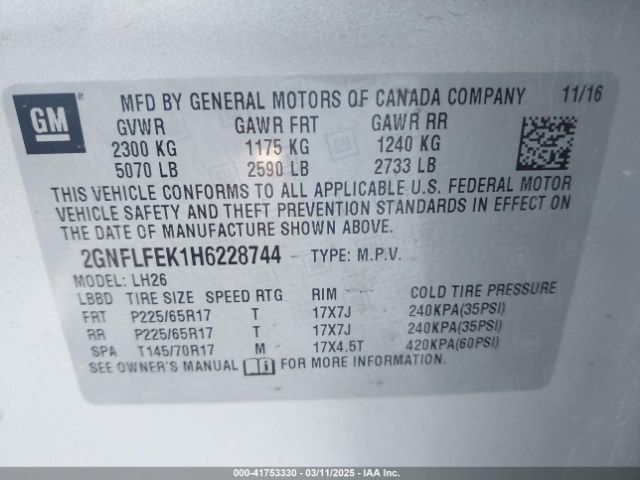 GM MFD BY GENERAL MOTORS OF CANADA COMPANY 11/16
GVWR GAWR FRT GAWR RR
2300 KG 1175 KG 1240 KG
5070 LB 2590 LB 2733 LB
THIS VEHICLE CONFORMS TO ALL APPLICABLE U.S. FEDERAL MOTOR
VEHICLE SAFETY AND THEFT PREVENTION STANDARDS IN EFFECT ON
THE DATE OF MANUFACTURE SHOWN ABOVE.
2GNFLFEK1H6228744 TYPE: M.P.V.
MODEL: LH26
LBBD TIRE SIZE SPEED RTG RIM COLD TIRE PRESSURE
FRT P225/65R17 T 17X7J 240KPA(35PSI)
RR P225/65R17 T 17X7J 240KPA(35PSI)
SPA T145/70R17 M 17X4.5T 420KPA(60PSI)
SEE OWNER'S MANUAL FOR MORE INFORMATION.
000-41753330 - 03/11/2025 - IAA Inc.